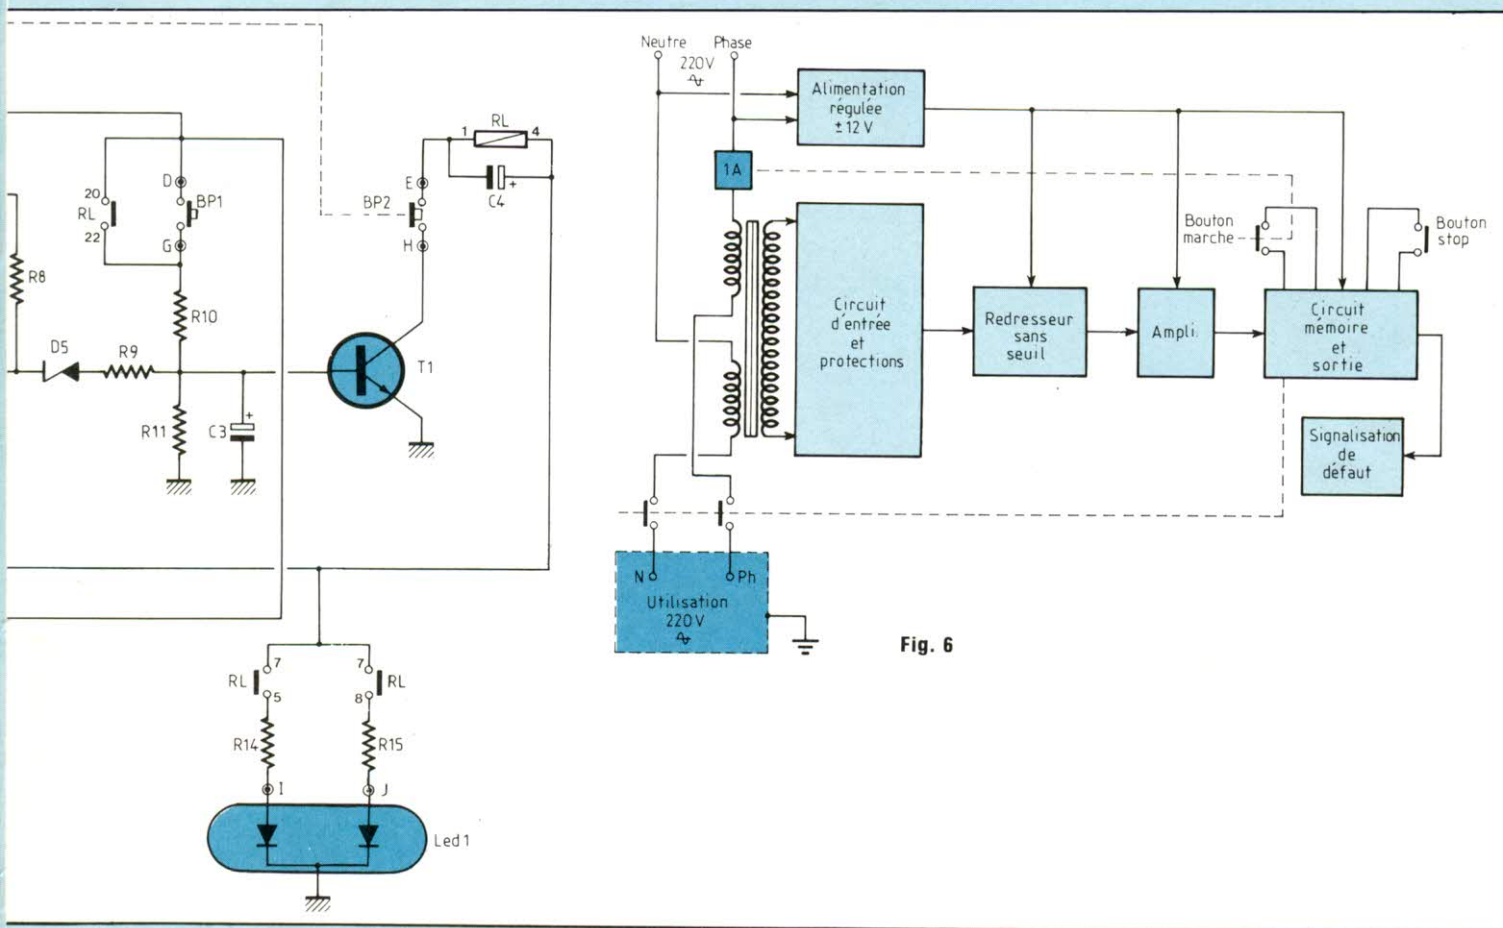 RL
1
4
E
C4
+
BP2
H
D
20
RL
BP1
22
G
R8
R10
D5
R9
T1
R11
C3
+
RL
7
5
7
RL
8
R14
R15
I
J
Led 1
Neutre
Phase
220V
Alimentation
régulée
± 12 V
1A
Circuit
d'entrée
et
protections
Redresseur
sans
seuil
Ampli.
Bouton
marche
Bouton
stop
Circuit
mémoire
et
sortie
Signalisation
de
défaut
N
Ph
Utilisation
220V
Fig. 6